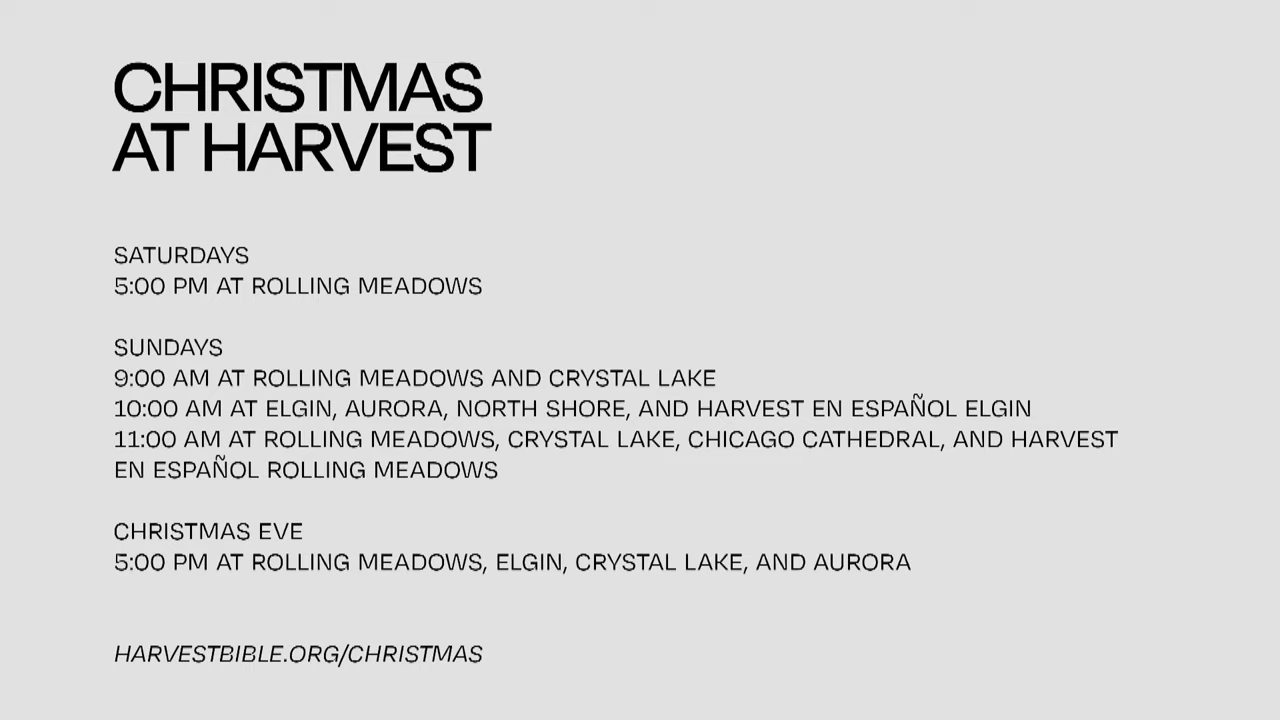 CHRISTMAS
AT HARVEST
SATURDAYS
5:00 PM AT ROLLING MEADOWS
SUNDAYS
9:00 AM AT ROLLING MEADOWS AND CRYSTAL LAKE
10:00 AM AT ELGIN, AURORA, NORTH SHORE, AND HARVEST EN ESPAÑOL ELGIN
11:00 AM AT ROLLING MEADOWS, CRYSTAL LAKE, CHICAGO CATHEDRAL, AND HARVEST
EN ESPAÑOL ROLLING MEADOWS
CHRISTMAS EVE
5:00 PM AT ROLLING MEADOWS, ELGIN, CRYSTAL LAKE, AND AURORA
HARVESTBIBLE.ORG/CHRISTMAS